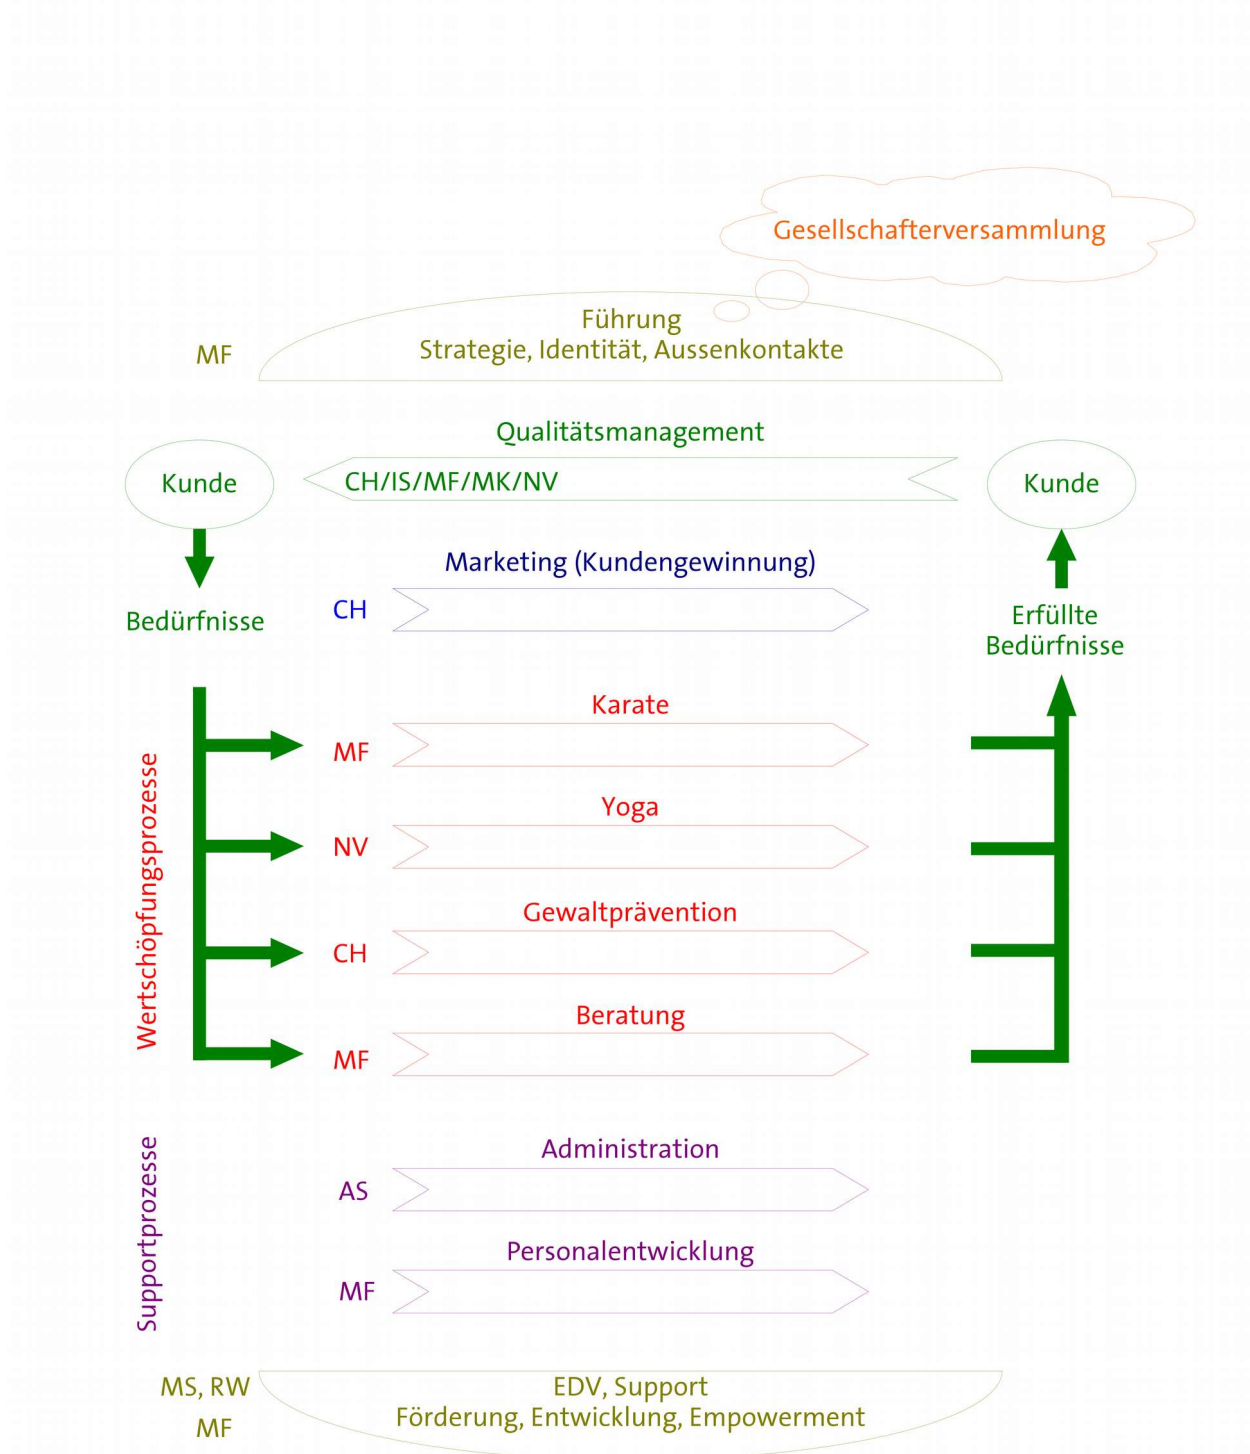 Gesellschafterversammlung
Führung
MF
Strategie, Identität, Aussenkontakte
Qualitätsmanagement
Kunde
CH/IS/MF/MK/NV
Kunde
Marketing (Kundengewinnung)
CH
Bedürfnisse
Erfüllte
Bedürfnisse
Karate
MF
Yoga
NV
Wertschöpfungsprozesse
Gewaltprävention
CH
Beratung
MF
Supportprozesse
Administration
AS
Personalentwicklung
MF
MS, RW
EDV, Support
MF
Förderung, Entwicklung, Empowerment